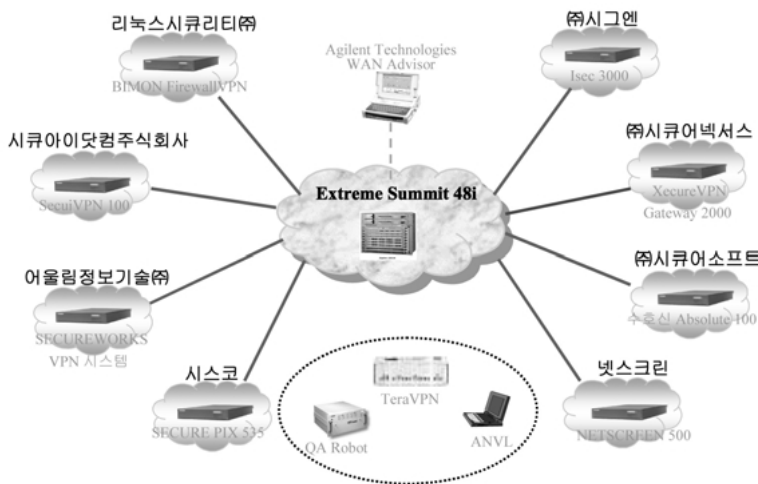 리눅스시큐리티㈜
BIMON FirewallVPN
Agilent Technologies
WAN Advisor
㈜시그엔
Isec 3000
시큐아이닷컴주식회사
SecuiVPN 100
Extreme Summit 48i
㈜시큐어넥서스
XecureVPN
Gateway 2000
어울림정보기술㈜
SECUREWORKS
VPN 시스템
㈜시큐어소프트
수호신 Absolute 100
시스코
SECURE PIX 535
TeraVPN
QA Robot
ANVL
넷스크린
NETSCREEN 500